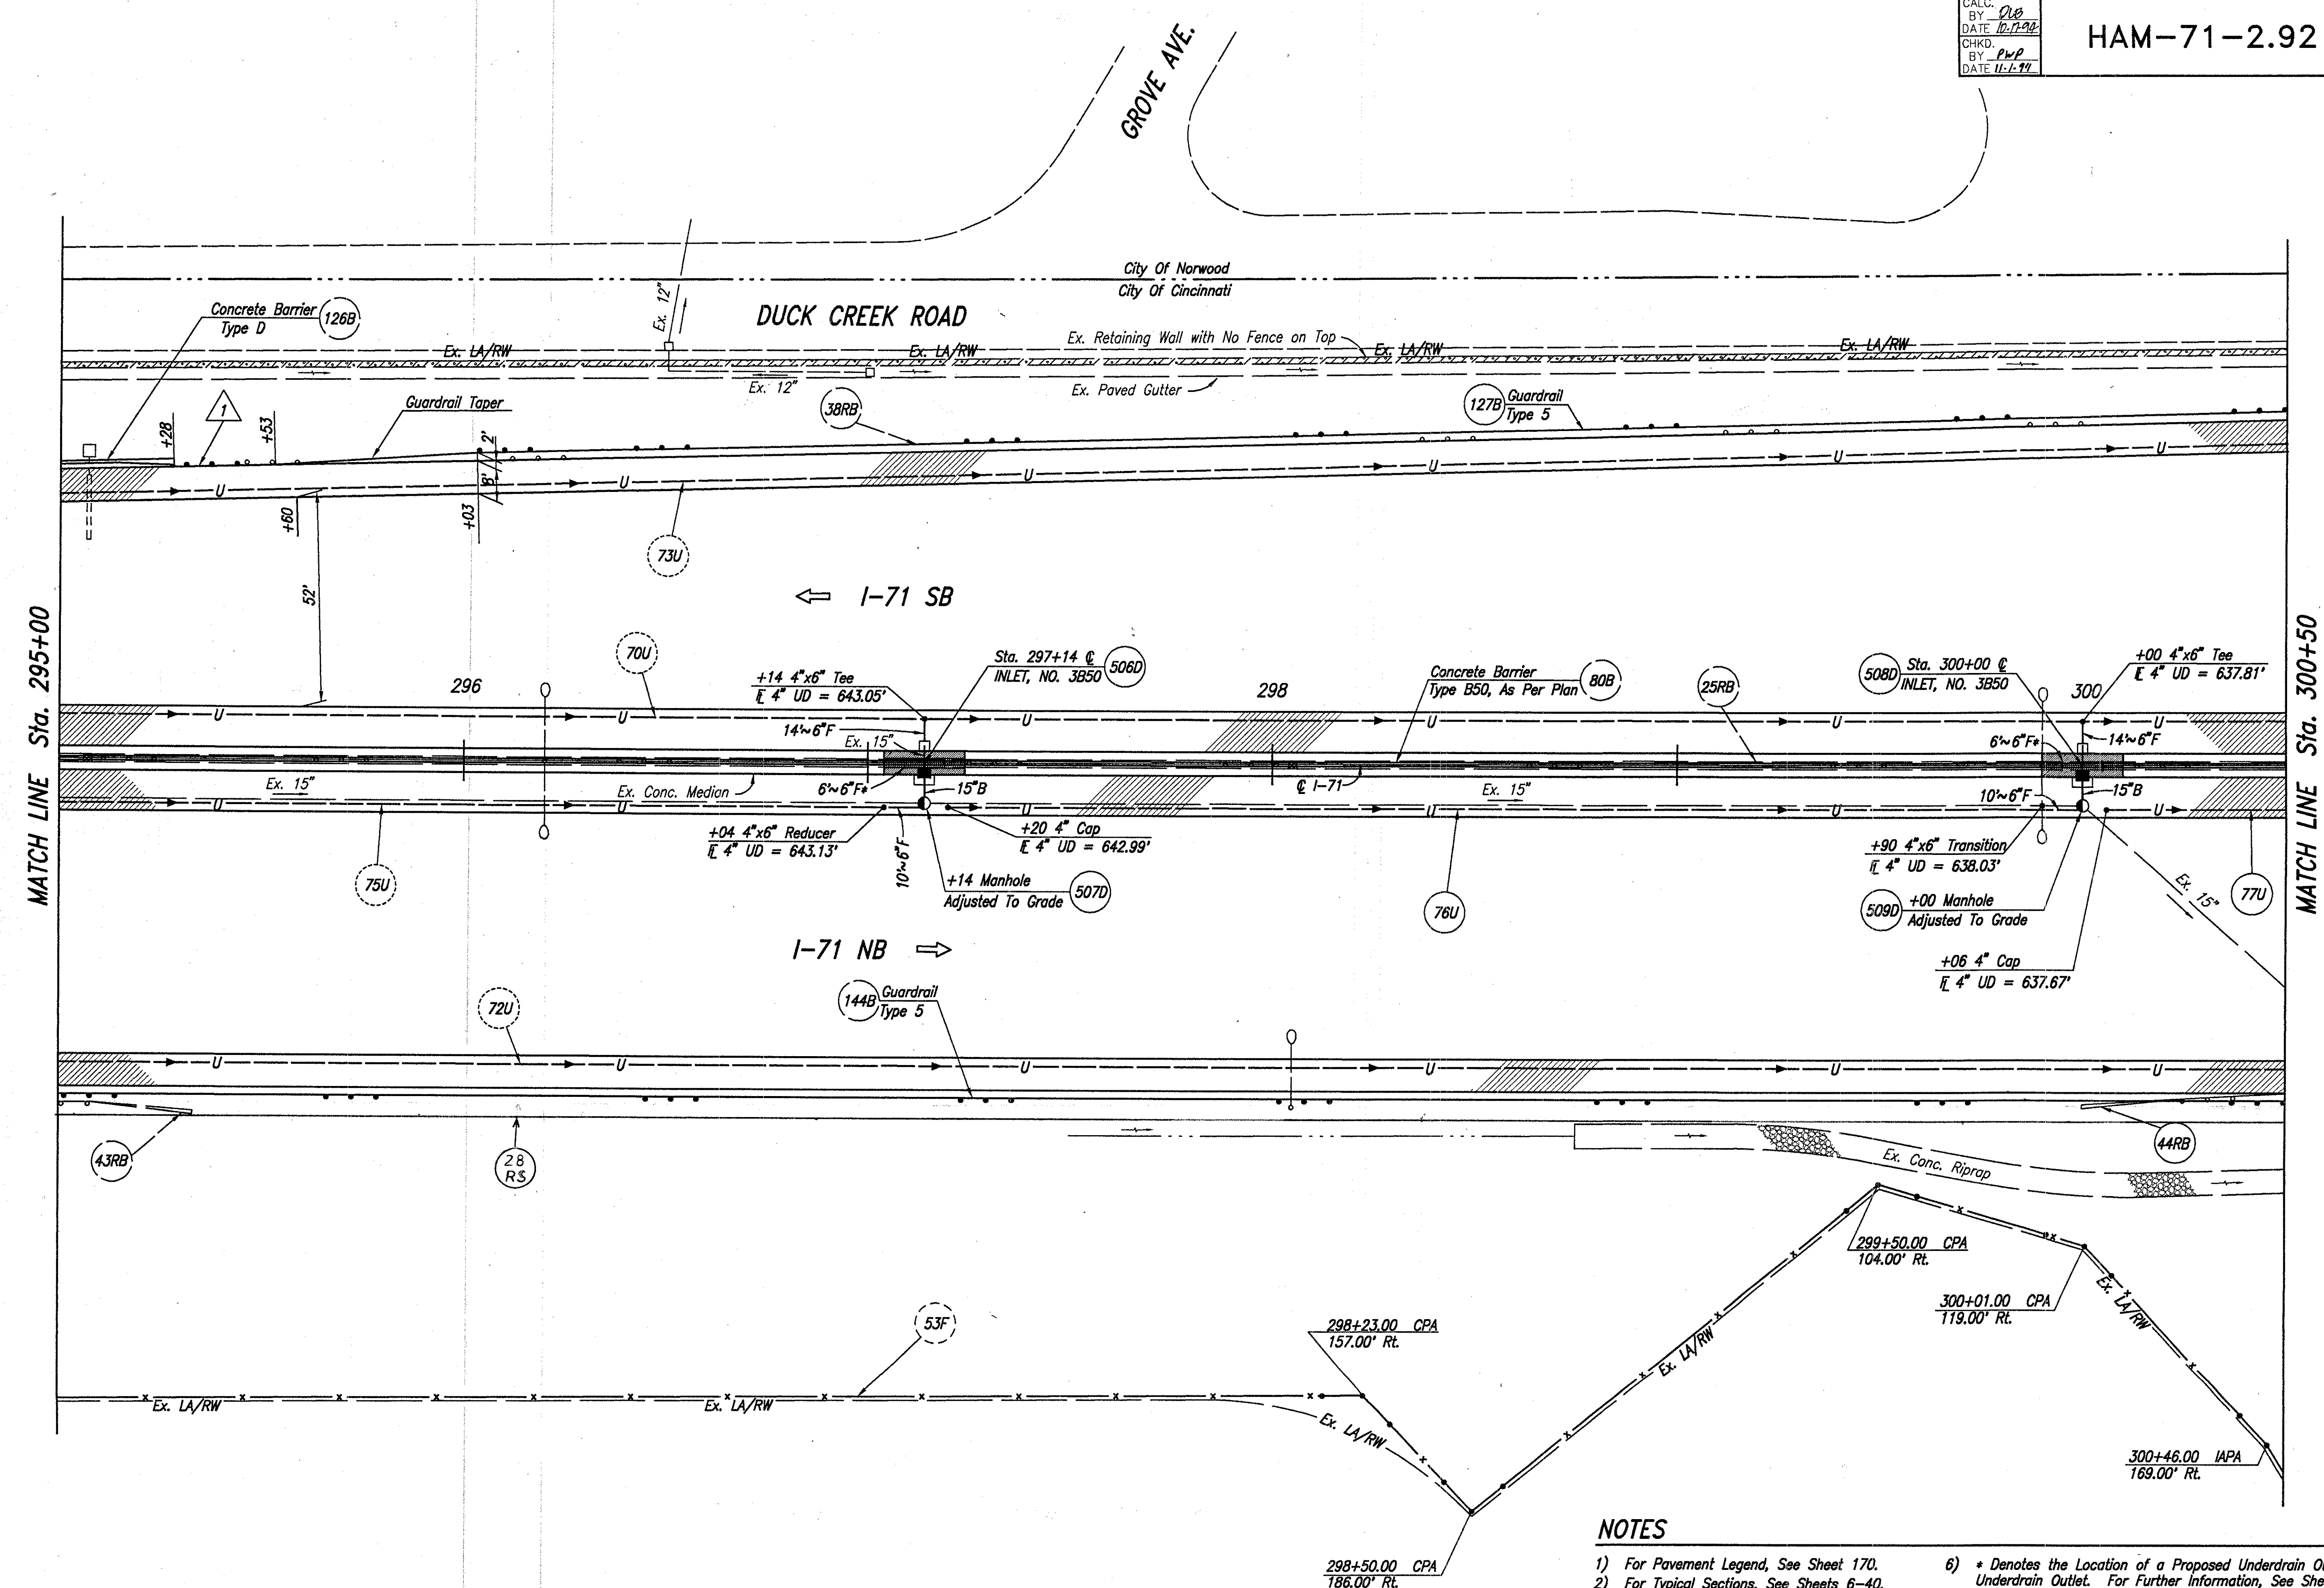 CALC.
BY DLB
DATE 10-17-94
CHKD.
BY PWP
DATE 11-1-94
HAM-71-2.92
GROVE AVE.
City Of Norwood
City Of Cincinnati
DUCK CREEK ROAD
Concrete Barrier
Type D
126B
Ex. 12"
Ex. LA/RW
Ex. LA/RW
Ex. Retaining Wall with No Fence on Top
Ex. LA/RW
Ex. LA/RW
Ex. 12"
Ex. Paved Gutter
1
+28
+53
Guardrail Taper
38RB
127B
Guardrail
Type 5
2'
8'
U
U
U
U
U
U
+60
+03
73U
52'
I-71 SB
MATCH LINE Sta. 295+00
MATCH LINE Sta. 300+50
70U
296
+14 4"x6" Tee
℄ 4" UD = 643.05'
Sta. 297+14 ℄
INLET, NO. 3B50
506D
298
Concrete Barrier
Type B50, As Per Plan
80B
25RB
508D
Sta. 300+00 ℄
INLET, NO. 3B50
300
+00 4"x6" Tee
℄ 4" UD = 637.81'
U
U
U
U
U
U
14'~6"F
Ex. 15"
6'~6"F*
14'~6"F
Ex. 15"
Ex. Conc. Median
6'~6"F*
15"B
℄ I-71
Ex. 15"
10'~6"F
15"B
U
U
U
U
U
U
+04 4"x6" Reducer
℄ 4" UD = 643.13'
10'~6"F
+20 4" Cap
℄ 4" UD = 642.99'
+90 4"x6" Transition
℄ 4" UD = 638.03'
75U
+14 Manhole
Adjusted To Grade
507D
76U
509D
+00 Manhole
Adjusted To Grade
Ex. 15"
77U
I-71 NB
+06 4" Cap
℄ 4" UD = 637.67'
72U
144B
Guardrail
Type 5
U
U
U
U
U
U
43RB
28
RS
44RB
Ex. Conc. Riprap
299+50.00 CPA
104.00' Rt.
300+01.00 CPA
119.00' Rt.
Ex. LA/RW
53F
298+23.00 CPA
157.00' Rt.
Ex. LA/RW
Ex. LA/RW
Ex. LA/RW
Ex. LA/RW
300+46.00 IAPA
169.00' Rt.
298+50.00 CPA
186.00' Rt.
NOTES
1) For Pavement Legend, See Sheet 170.
2) For Typical Sections, See Sheets 6-40.
6) * Denotes the Location of a Proposed Underdrain
Underdrain Outlet. For Further Information, See